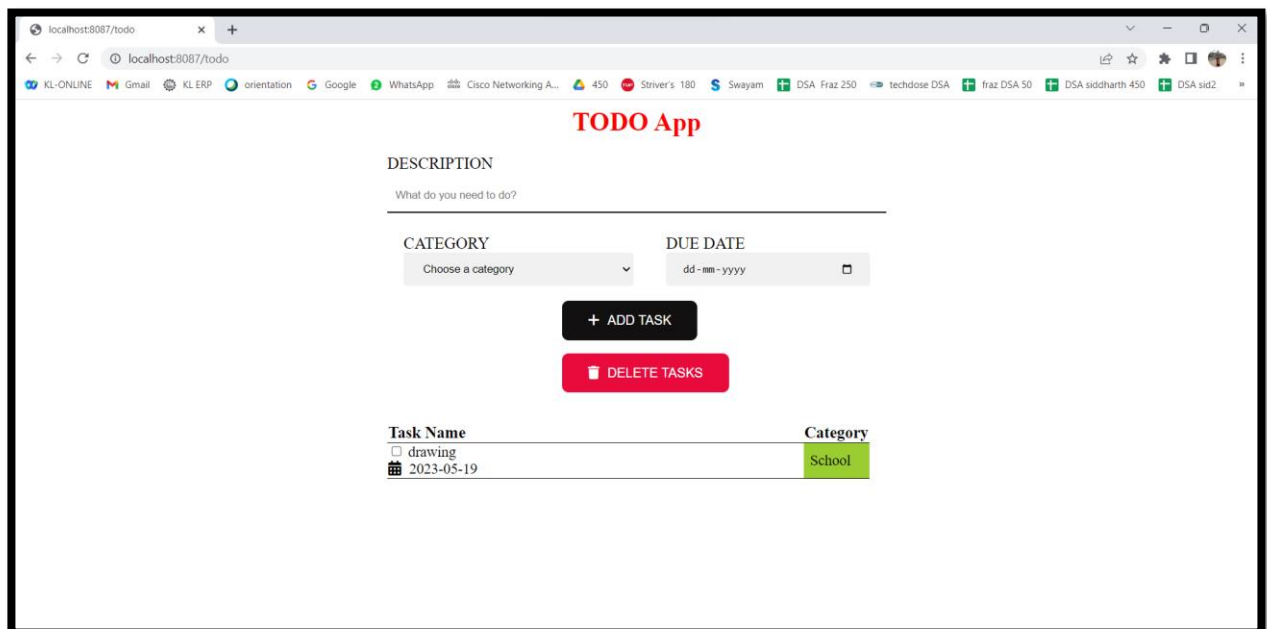 localhost:8087/todo
localhost:8087/todo
KL-ONLINE Gmail KL ERP orientation Google WhatsApp Cisco Networking A... 450 Striver's 180 Swayam DSA Fraz 250 techdose DSA fraz DSA 50 DSA siddharth 450 DSA sid2 »
TODO App
DESCRIPTION
What do you need to do?
CATEGORY DUE DATE
Choose a category dd-mm-yyyy
+ ADD TASK
DELETE TASKS
Task Name Category
drawing
School
2023-05-19